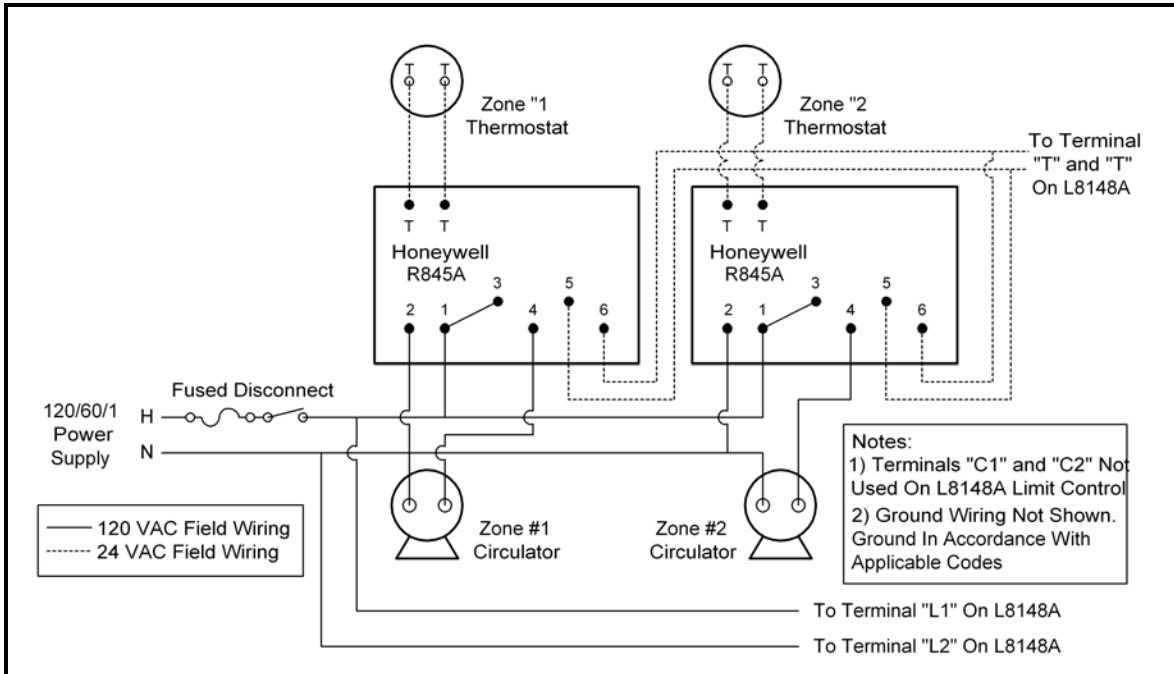 T T
Zone "1
Thermostat
T T
Zone "2
Thermostat
To Terminal
"T" and "T"
On L8148A
T T
Honeywell
R845A
3
5
2
1
4
6
T T
Honeywell
R845A
3
5
2
1
4
6
Fused Disconnect
120/60/1
Power
Supply
H
N
120 VAC Field Wiring
24 VAC Field Wiring
Zone #1
Circulator
Zone #2
Circulator
Notes:
1) Terminals "C1" and "C2" Not
Used On L8148A Limit Control
2) Ground Wiring Not Shown.
Ground In Accordance With
Applicable Codes
To Terminal "L1" On L8148A
To Terminal "L2" On L8148A